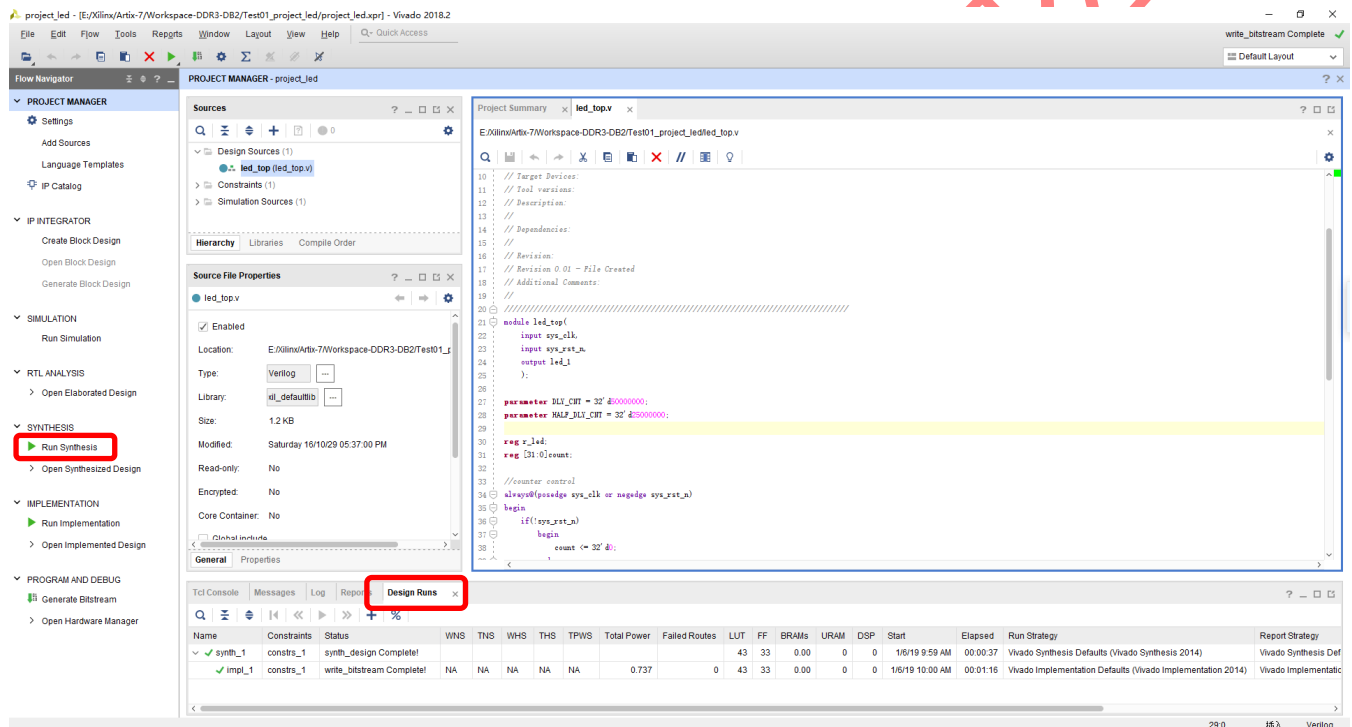 project_led - [E:/Xilinx/Artix-7/Workspace-DDR3-DB2/Test01_project_led/project_led.xpr] - Vivado 2018.2
File Edit Flow Tools Reports Window Layout View Help Quick Access
write_bitstream Complete
Default Layout
Flow Navigator
PROJECT MANAGER - project_led
PROJECT MANAGER
Settings
Add Sources
Language Templates
IP Catalog
IP INTEGRATOR
Create Block Design
Open Block Design
Generate Block Design
SIMULATION
Run Simulation
RTL ANALYSIS
Open Elaborated Design
SYNTHESIS
Run Synthesis
Open Synthesized Design
IMPLEMENTATION
Run Implementation
Open Implemented Design
PROGRAM AND DEBUG
Generate Bitstream
Open Hardware Manager
Sources
0
Design Sources (1)
led_top (led_top.v)
Constraints (1)
Simulation Sources (1)
Hierarchy Libraries Compile Order
Source File Properties
led_top.v
Enabled
Location: E:/Xilinx/Artix-7/Workspace-DDR3-DB2/Test01_p
Type: Verilog
Library: xil_defaultlib
Size: 1.2 KB
Modified: Saturday 16/10/29 05:37:00 PM
Read-only: No
Encrypted: No
Core Container: No
Global include
General Properties
Project Summary led_top.v
E:/Xilinx/Artix-7/Workspace-DDR3-DB2/Test01_project_led/led_top.v
10 // Target Devices:
11 // Tool versions:
12 // Description:
13 //
14 // Dependencies:
15 //
16 // Revision:
17 // Revision 0.01 - File Created
18 // Additional Comments:
19 //
20 //////////////////////////////////////////////////////////////////////////////////
21 module led_top(
22 input sys_clk,
23 input sys_rst_n,
24 output led_1
25 );
26
27 parameter DLY_CNT = 32'd50000000;
28 parameter HALF_DLY_CNT = 32'd25000000;
29
30 reg r_led;
31 reg [31:0]count;
32
33 //counter control
34 always@(posedge sys_clk or negedge sys_rst_n)
35 begin
36 if(!sys_rst_n)
37 begin
38 count <= 32'd0;
Tcl Console Messages Log Reports Design Runs
Name Constraints Status WNS TNS WHS THS TPWS Total Power Failed Routes LUT FF BRAMs URAM DSP Start Elapsed Run Strategy Report Strategy
synth_1 constrs_1 synth_design Complete! 43 33 0.00 0 0 1/6/19 9:59 AM 00:00:37 Vivado Synthesis Defaults (Vivado Synthesis 2014) Vivado Synthesis Def
impl_1 constrs_1 write_bitstream Complete! NA NA NA NA NA 0.737 0 43 33 0.00 0 0 1/6/19 10:00 AM 00:01:16 Vivado Implementation Defaults (Vivado Implementation 2014) Vivado Implementatic
29:0 插入 Verilog